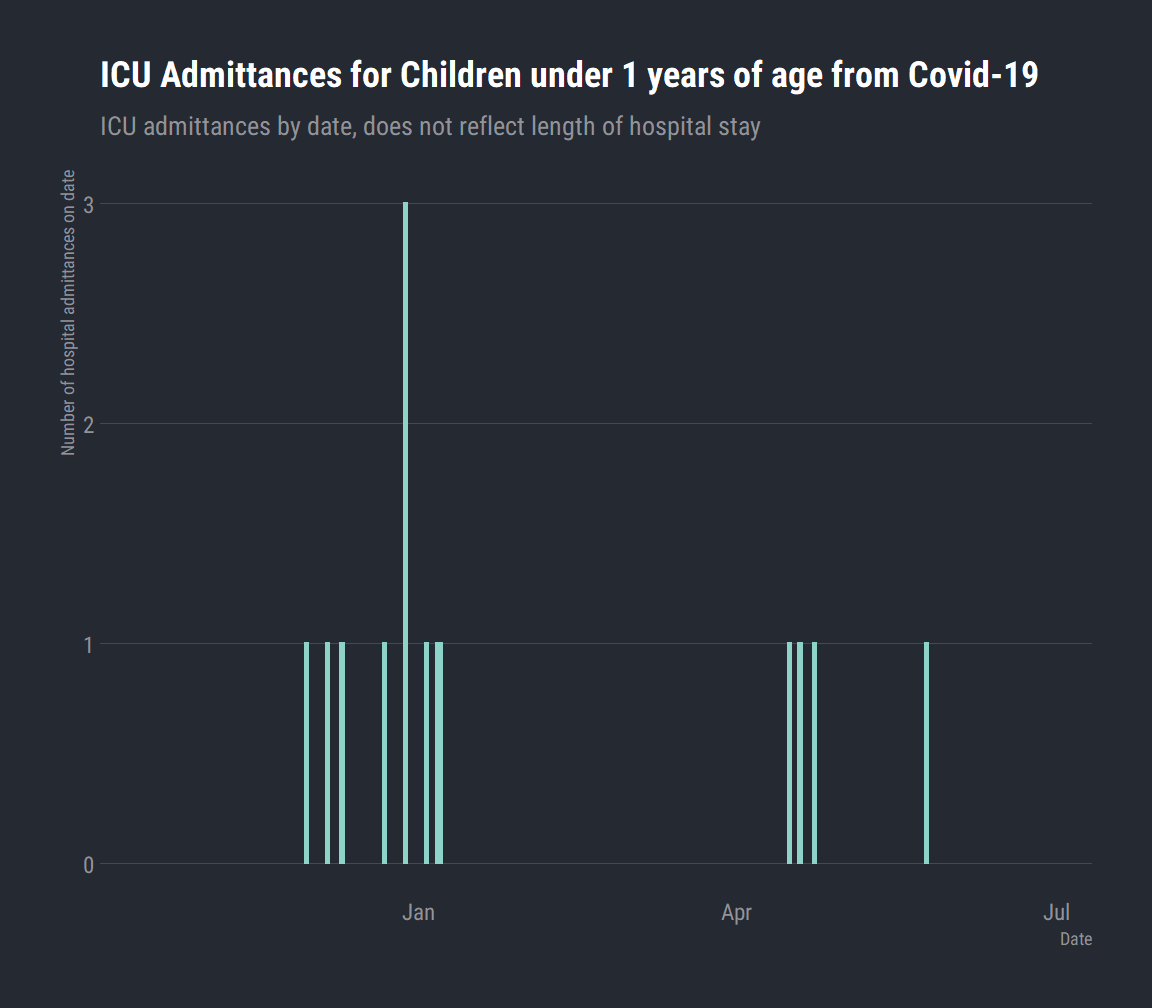 ICU Admittances for Children under 1 years of age from Covid-19
ICU admittances by date, does not reflect length of hospital stay
Number of hospital admittances on date
3
2
1
0
Jan
Apr
Jul
Date